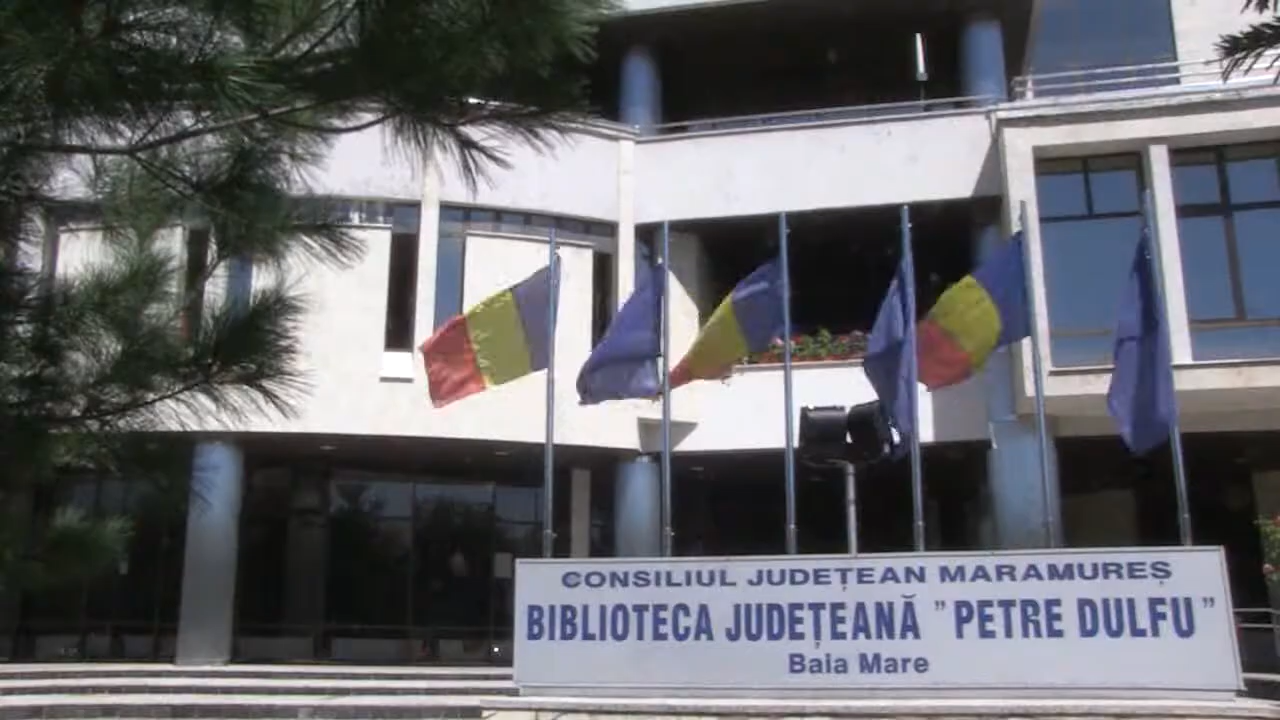 CONSILIUL JUDEȚEAN MARAMUREȘ
BIBLIOTECA JUDEȚEANĂ "PETRE DULFU"
Baia Mare